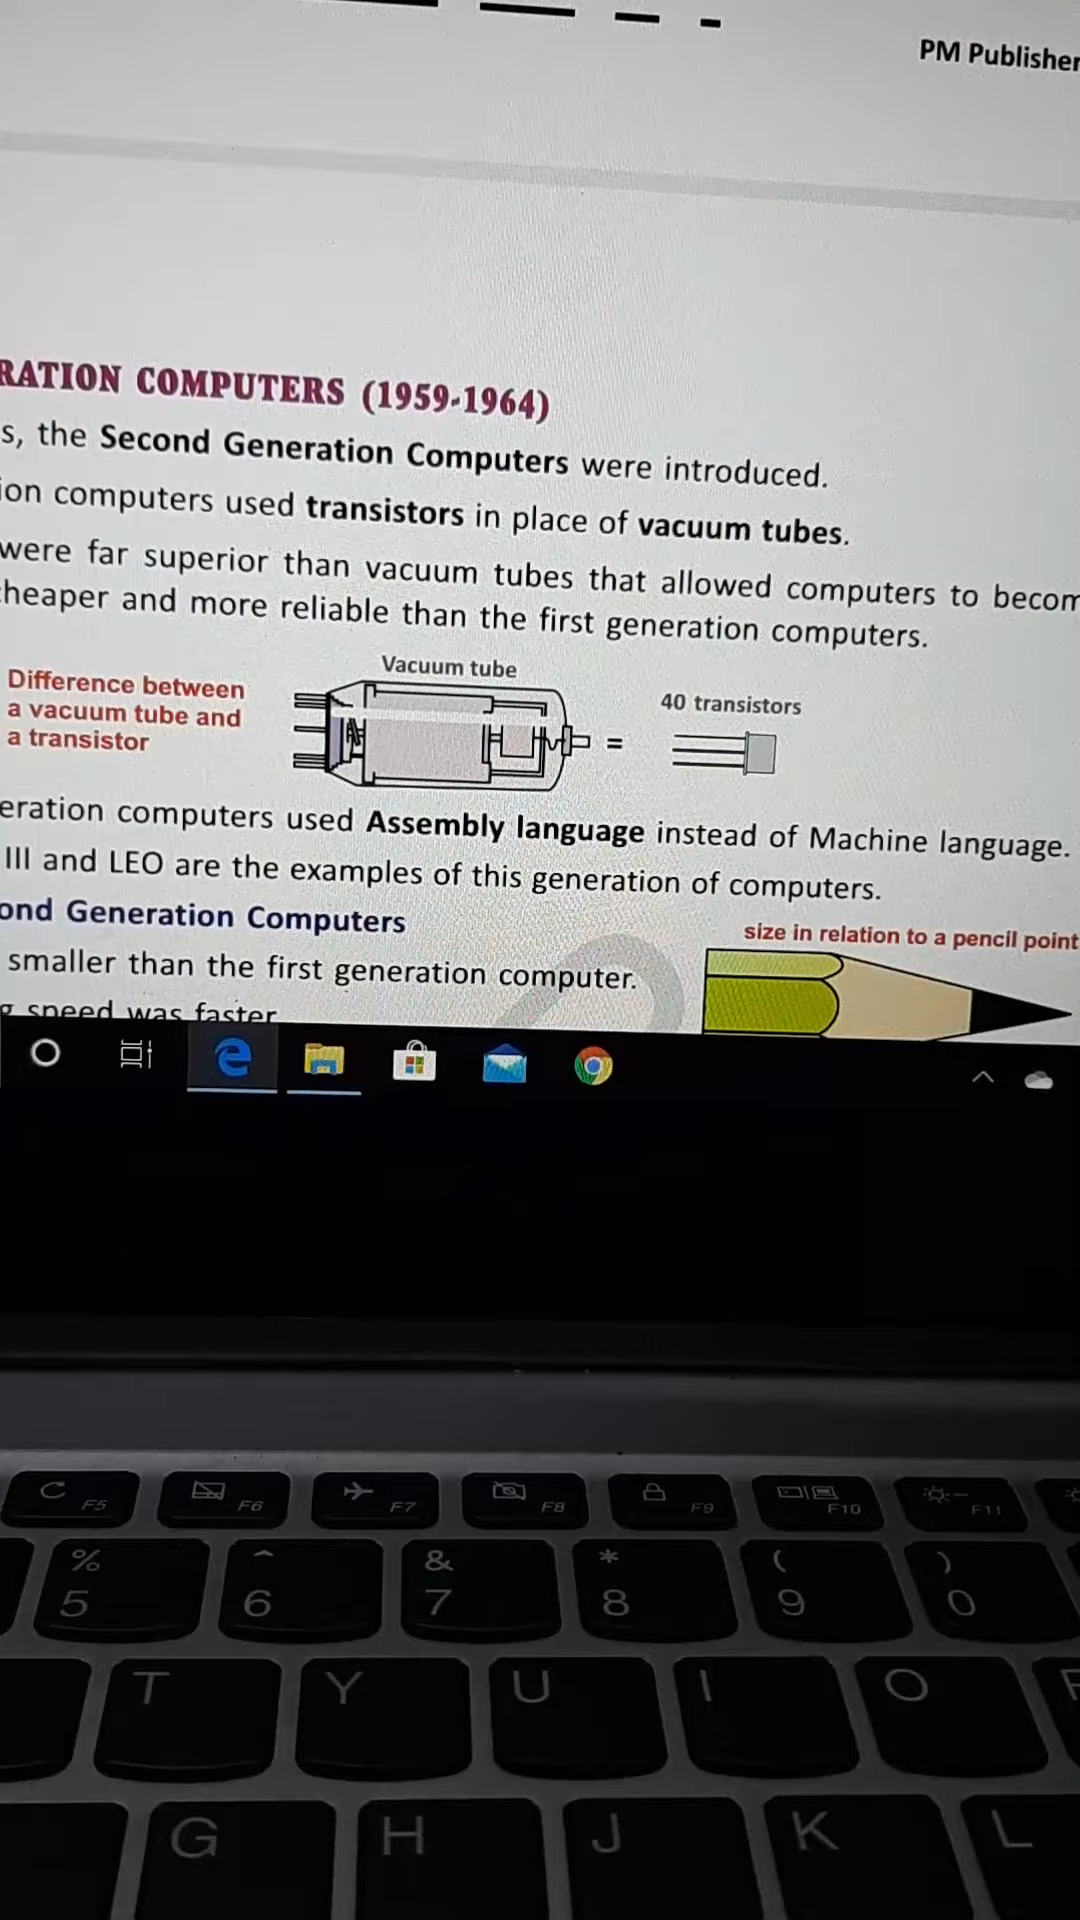 PM Publisher
RATION COMPUTERS (1959-1964)
s, the Second Generation Computers were introduced.
ion computers used transistors in place of vacuum tubes.
were far superior than vacuum tubes that allowed computers to becom
cheaper and more reliable than the first generation computers.
Vacuum tube
Difference between
a vacuum tube and
a transistor
=
40 transistors
eration computers used Assembly language instead of Machine language.
III and LEO are the examples of this generation of computers.
ond Generation Computers
size in relation to a pencil point
smaller than the first generation computer.
g speed was faster
F5 F6 F7 F8 F9 F10 F11
% ^ & * ( )
5 6 7 8 9 0
T Y U I O P
G H J K L